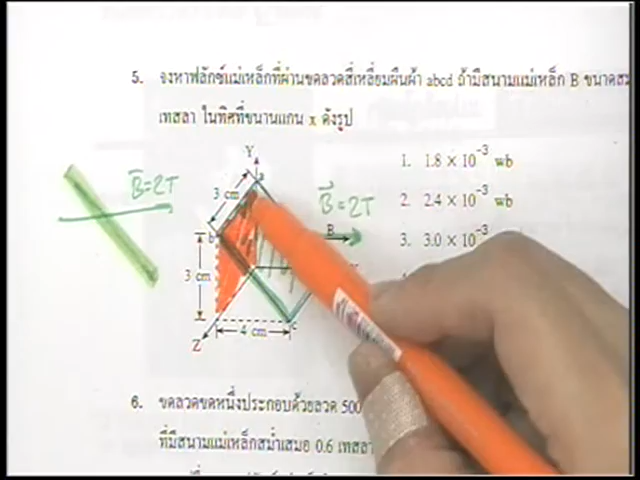 5. จงหาฟลักซ์แม่เหล็กที่ผ่านขดลวดสี่เหลี่ยมผืนผ้า abcd ถ้ามีสนามแม่เหล็ก B ขนาดสม
เทสลา ในทิศที่ขนานแกน x ดังรูป
1. 1.8 × 10⁻³ wb
2. 2.4 × 10⁻³ wb
3. 3.0 × 10⁻³
B=2T
Y
a
3 cm
B=2T
B
b
3 cm
c
4 cm
Z
6. ขดลวดขดหนึ่งประกอบด้วยลวด 500
ที่มีสนามแม่เหล็กสม่ำเสมอ 0.6 เทสลา